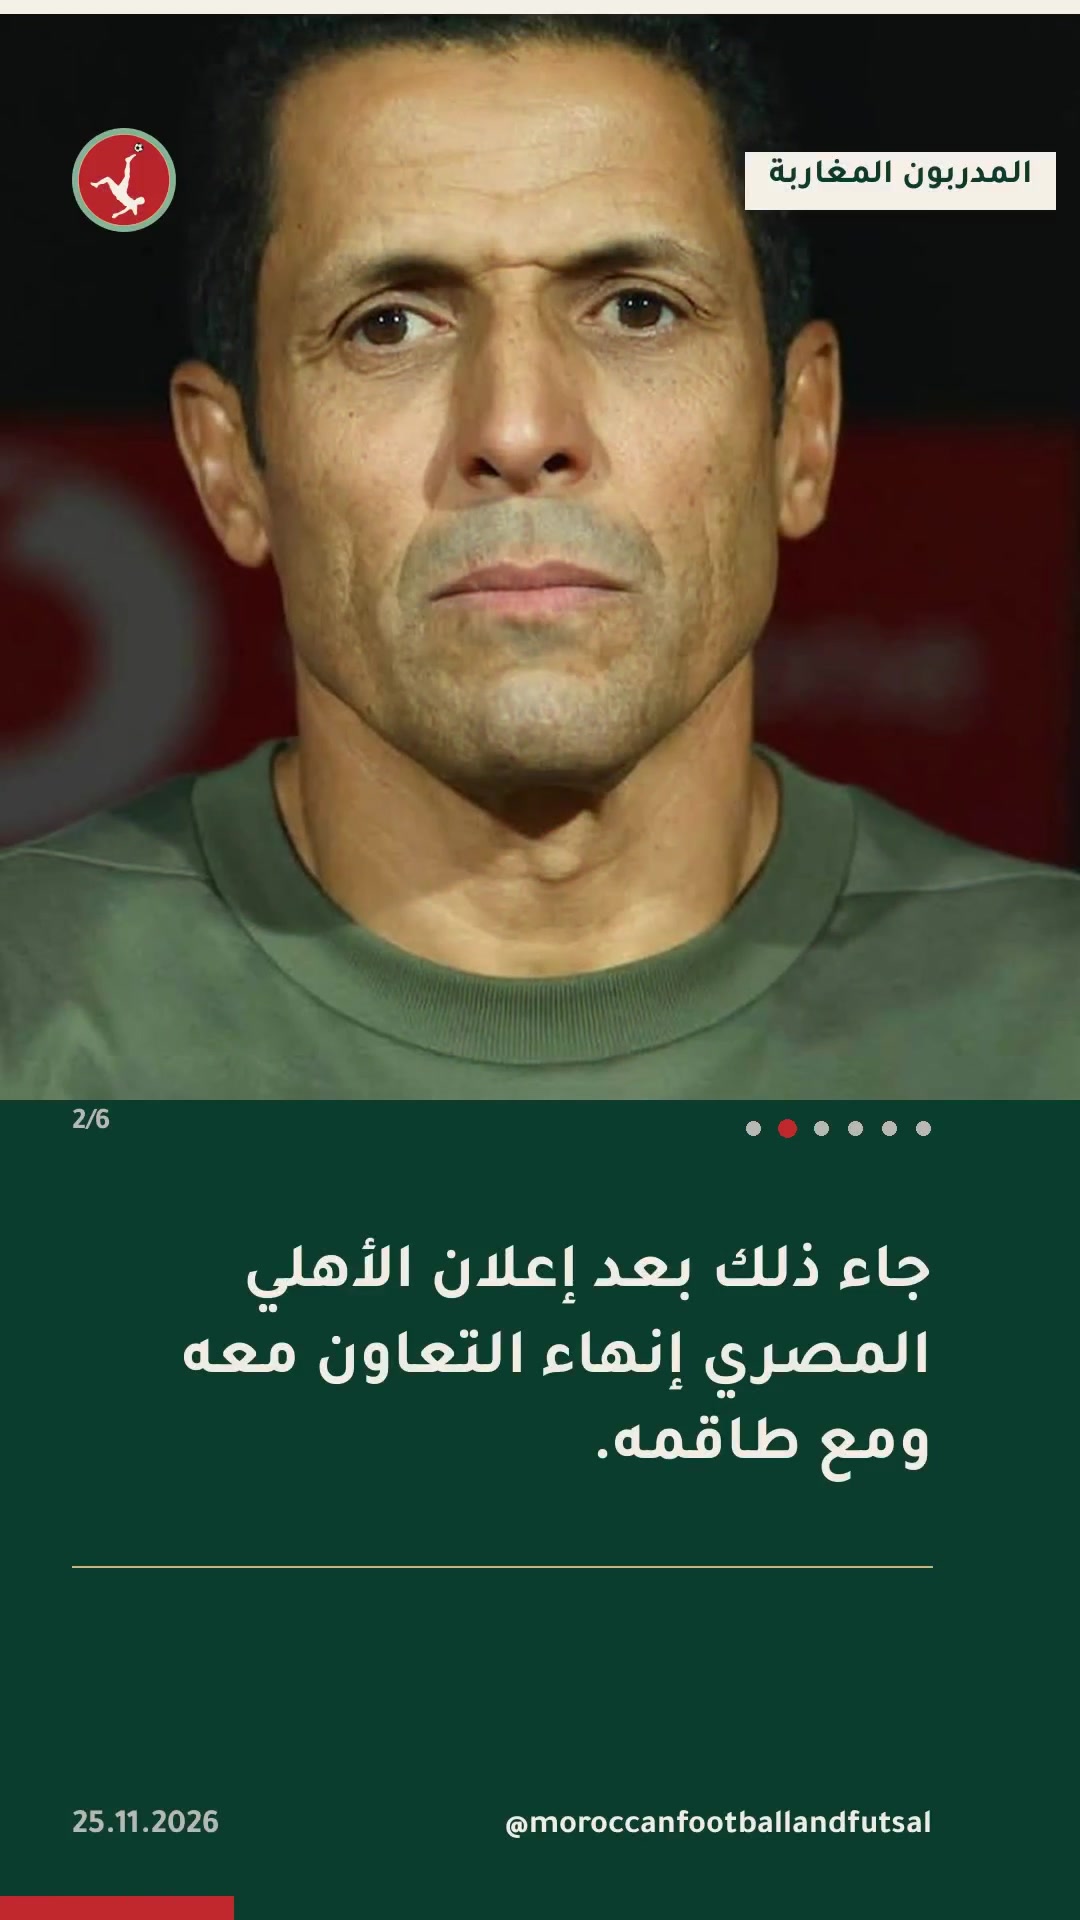 المدربون المغاربة
2/6
جاء ذلك بعد إعلان الأهلي
المصري إنهاء التعاون معه
ومع طاقمه.
25.11.2026
@moroccanfootballandfutsal